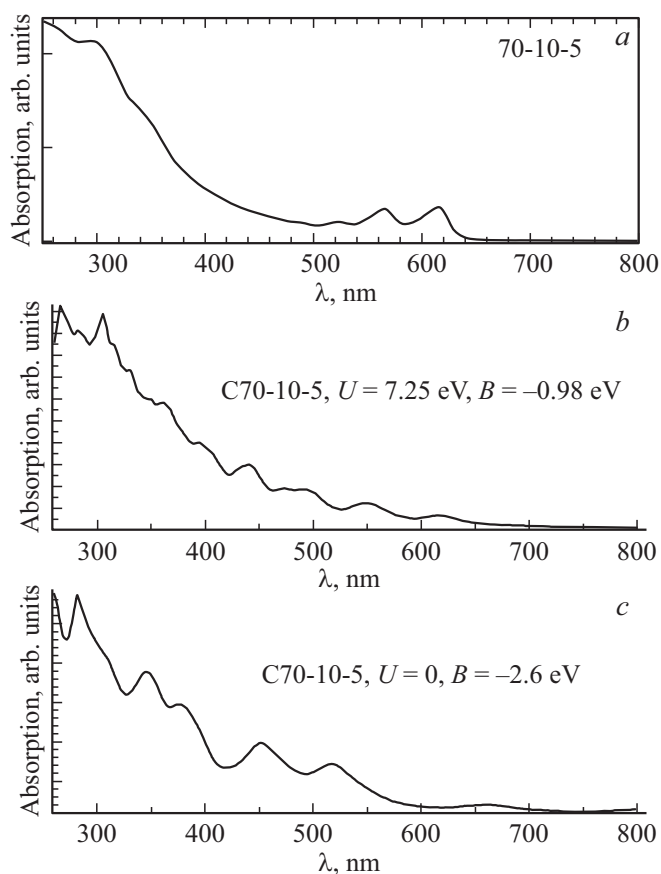 a
70-10-5
Absorption, arb. units
300 400 500 600 700 800
λ, nm
b
C70-10-5, U = 7.25 eV, B = –0.98 eV
Absorption, arb. units
300 400 500 600 700 800
λ, nm
c
C70-10-5, U = 0, B = –2.6 eV
Absorption, arb. units
300 400 500 600 700 800
λ, nm